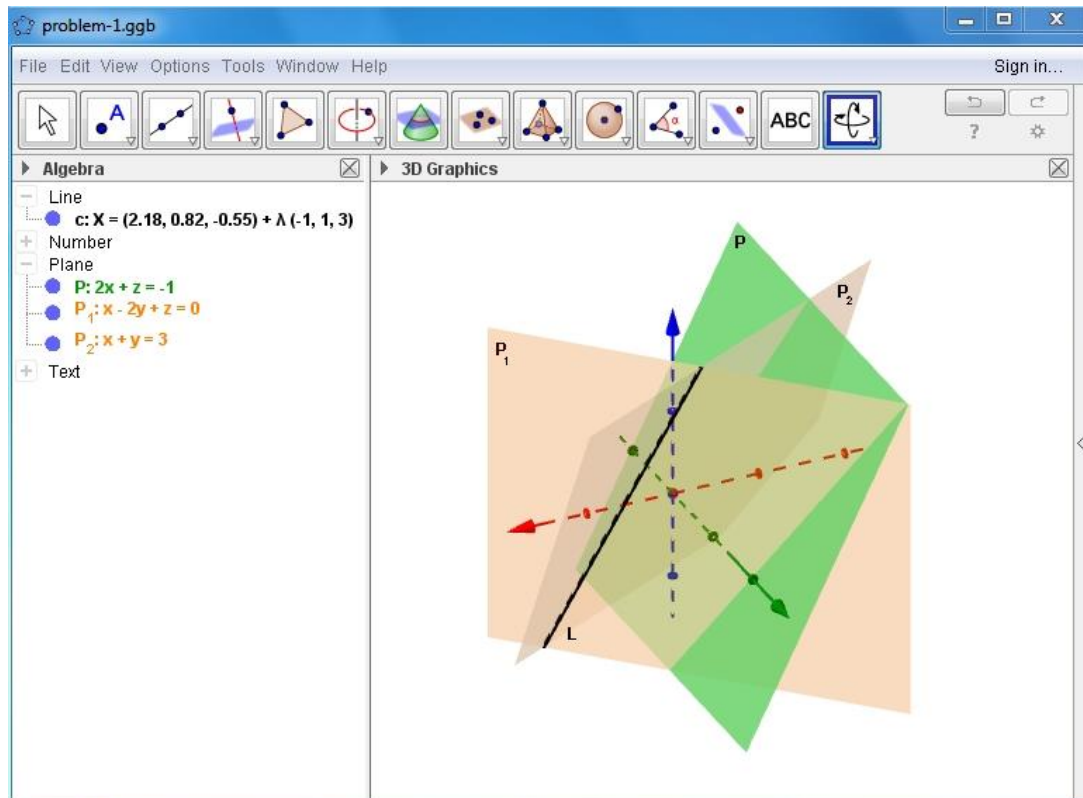 problem-1.ggb
File Edit View Options Tools Window Help
Sign in...
A
α
ABC
?
Algebra
3D Graphics
Line
c: X = (2.18, 0.82, -0.55) + λ (-1, 1, 3)
Number
Plane
P: 2x + z = -1
P₁: x - 2y + z = 0
P₂: x + y = 3
Text
P
P₂
P₁
L